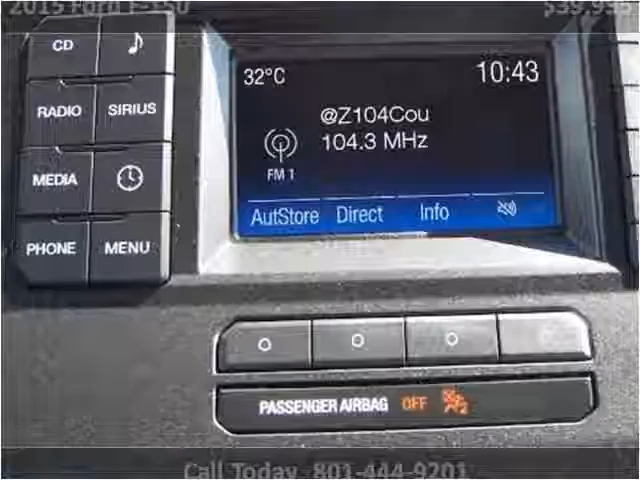 2015 Ford F-150 $39,995
CD
RADIO SIRIUS
MEDIA
PHONE MENU
32°C 10:43
@Z104Cou
104.3 MHz
FM 1
AutStore Direct Info
PASSENGER AIRBAG OFF
Call Today 801-444-9201